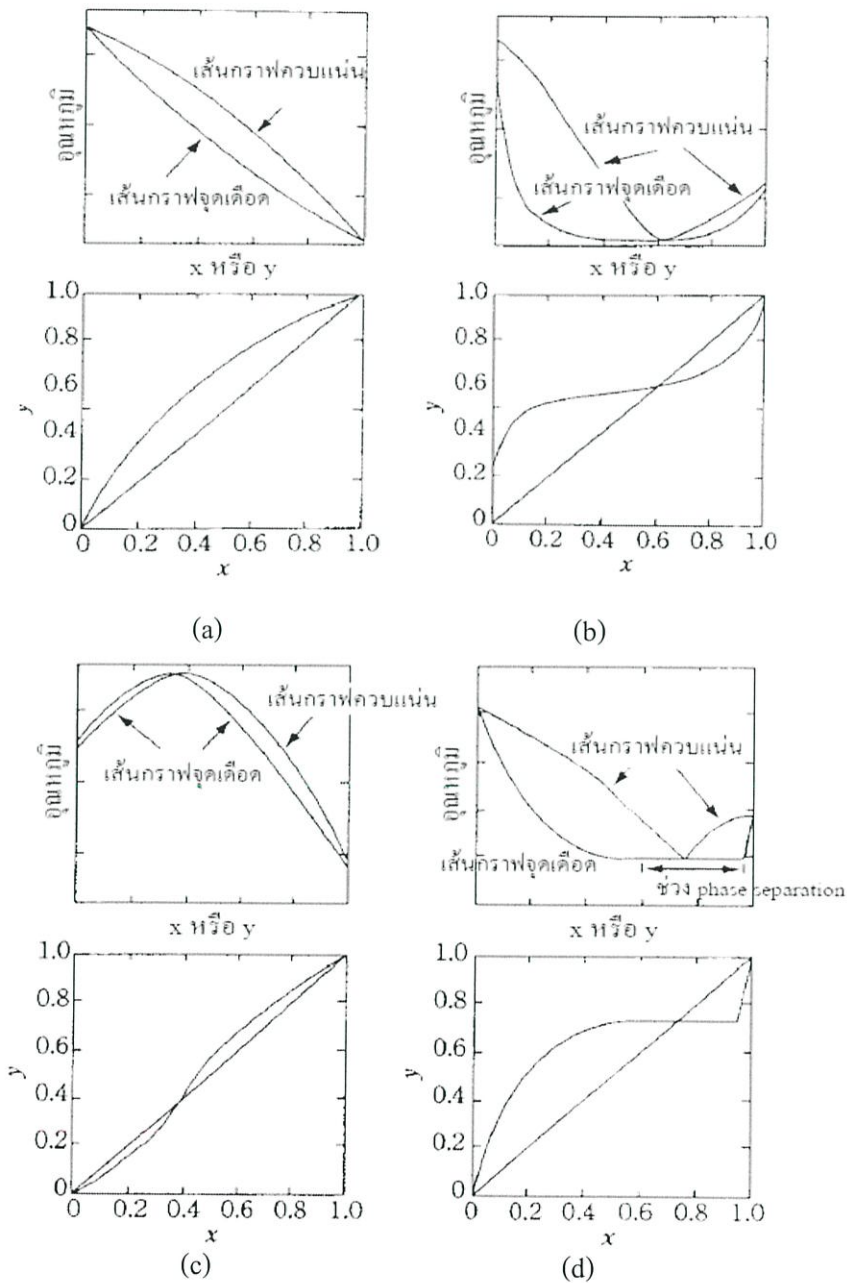 อุณหภูมิ
เส้นกราฟควบแน่น
เส้นกราฟจุดเดือด
x หรือ y
1.0
0.8
0.6
0.4
0.2
0
y
0 0.2 0.4 0.6 0.8 1.0
x
(a)
อุณหภูมิ
เส้นกราฟควบแน่น
เส้นกราฟจุดเดือด
x หรือ y
1.0
0.8
0.6
0.4
0.2
0
y
0 0.2 0.4 0.6 0.8 1.0
x
(b)
อุณหภูมิ
เส้นกราฟควบแน่น
เส้นกราฟจุดเดือด
x หรือ y
1.0
0.8
0.6
0.4
0.2
0
y
0 0.2 0.4 0.6 0.8 1.0
x
(c)
อุณหภูมิ
เส้นกราฟควบแน่น
เส้นกราฟจุดเดือด
ช่วง phase separation
x หรือ y
1.0
0.8
0.6
0.4
0.2
0
y
0 0.2 0.4 0.6 0.8 1.0
x
(d)